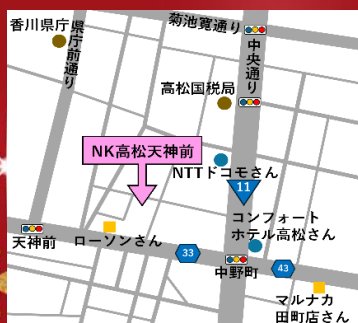 菊池寛通り
香川県庁
県庁前通り
中央通り
高松国税局
NK高松天神前
NTTドコモさん
11
コンフォート
ホテル高松さん
天神前
ローソンさん
33
中野町
43
マルナカ
田町店さん